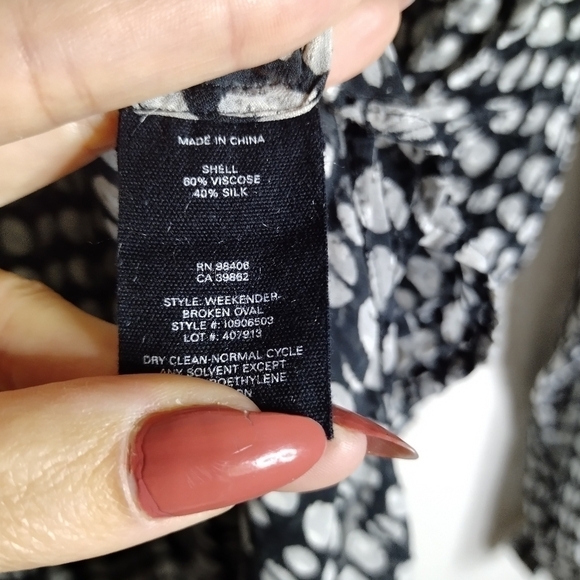 MADE IN CHINA
SHELL
60% VISCOSE
40% SILK
RN 98406
CA 39862
STYLE: WEEKENDER-
BROKEN OVAL
STYLE #: 10906503
LOT #: 407913
DRY CLEAN-NORMAL CYCLE
ANY SOLVENT EXCEPT